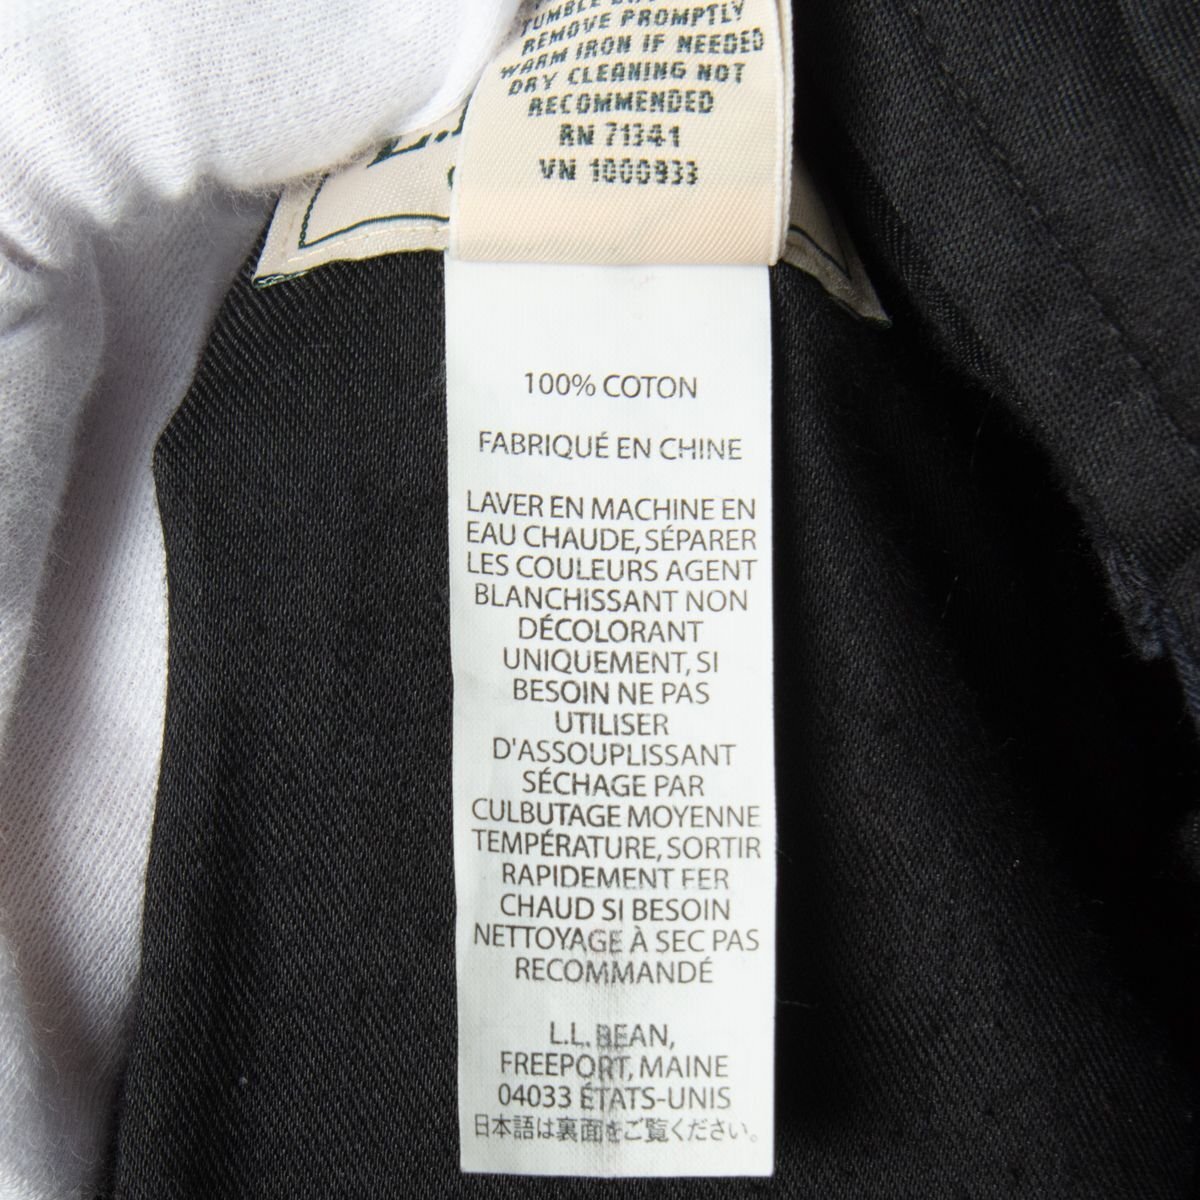 TUMBLE
REMOVE PROMPTLY
WARM IRON IF NEEDED
DRY CLEANING NOT
RECOMMENDED
RN 71341
VN 1000933
100% COTON
FABRIQUÉ EN CHINE
LAVER EN MACHINE EN
EAU CHAUDE, SÉPARER
LES COULEURS AGENT
BLANCHISSANT NON
DÉCOLORANT
UNIQUEMENT, SI
BESOIN NE PAS
UTILISER
D'ASSOUPLISSANT
SÉCHAGE PAR
CULBUTAGE MOYENNE
TEMPÉRATURE, SORTIR
RAPIDEMENT FER
CHAUD SI BESOIN
NETTOYAGE À SEC PAS
RECOMMANDÉ
L.L. BEAN,
FREEPORT, MAINE
04033 ÉTATS-UNIS
日本語は裏面をご覧ください。